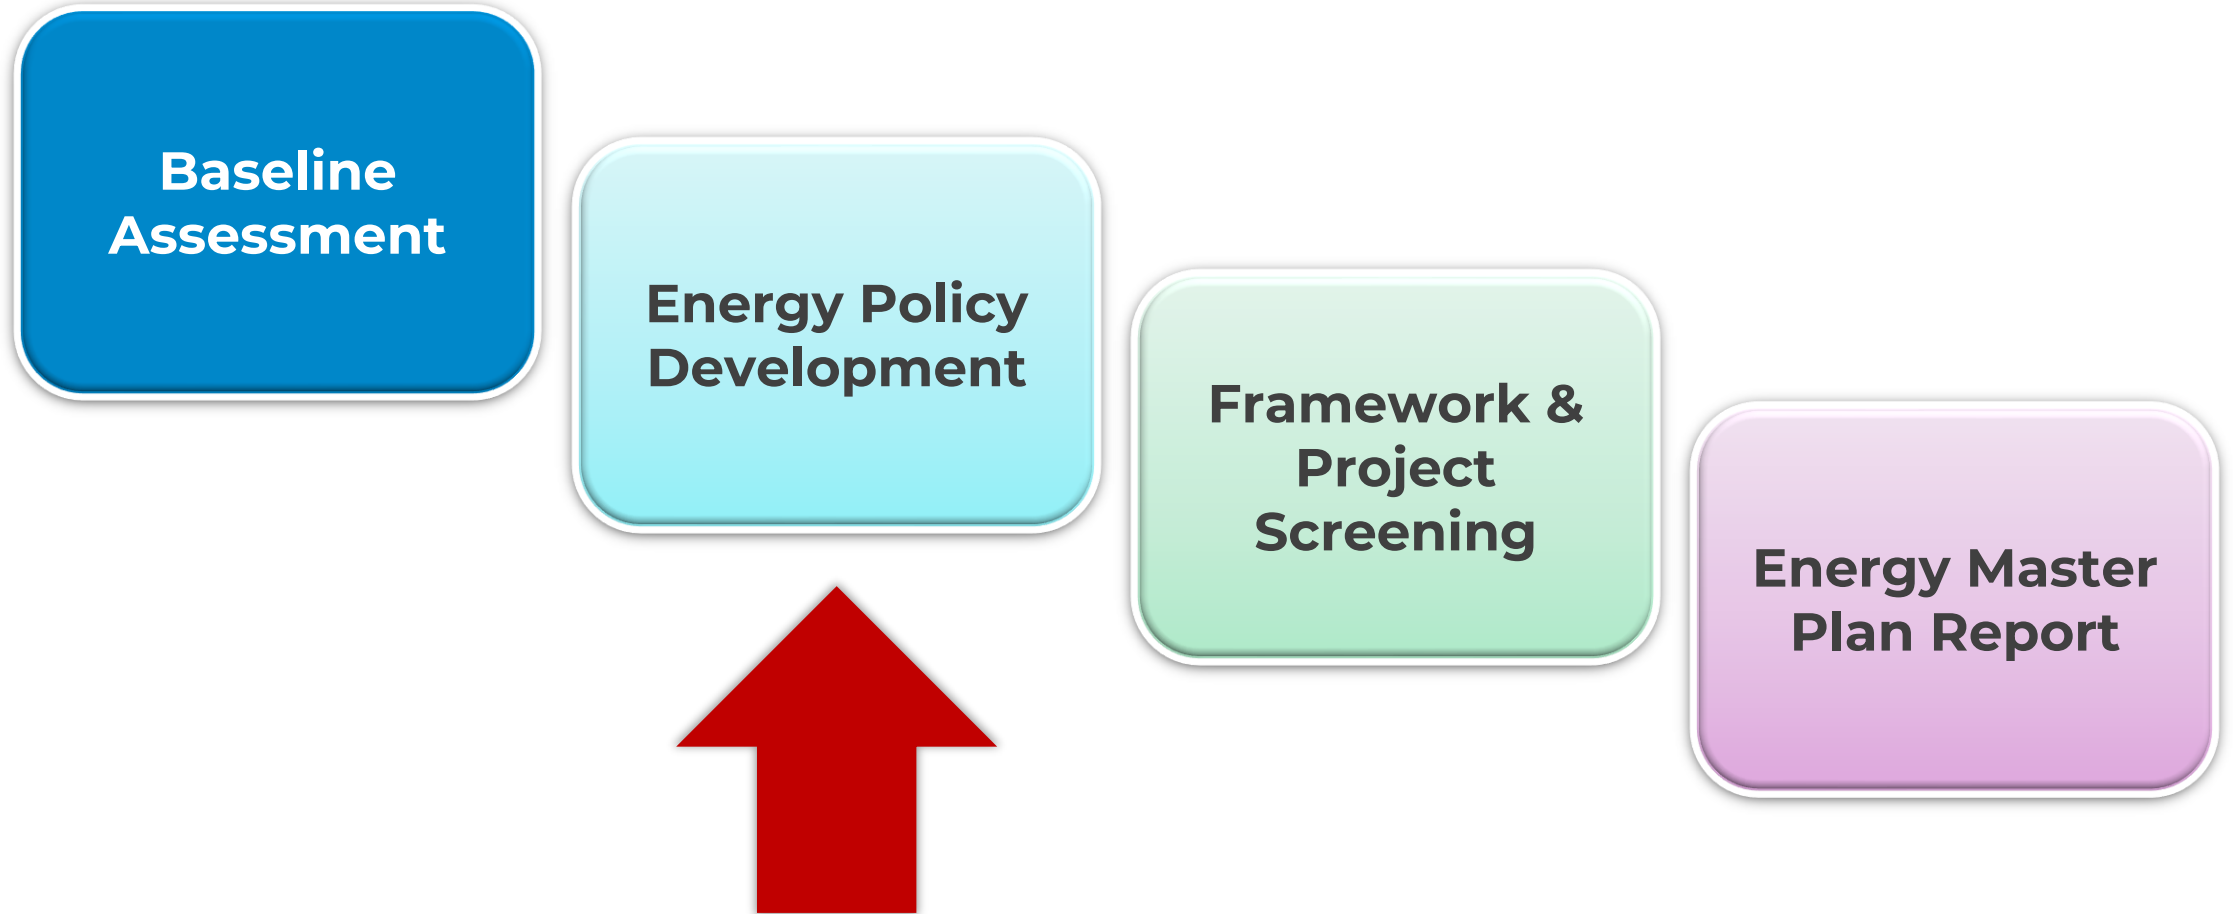 Baseline
Assessment
Energy Policy
Development
Framework &
Project
Screening
Energy Master
Plan Report